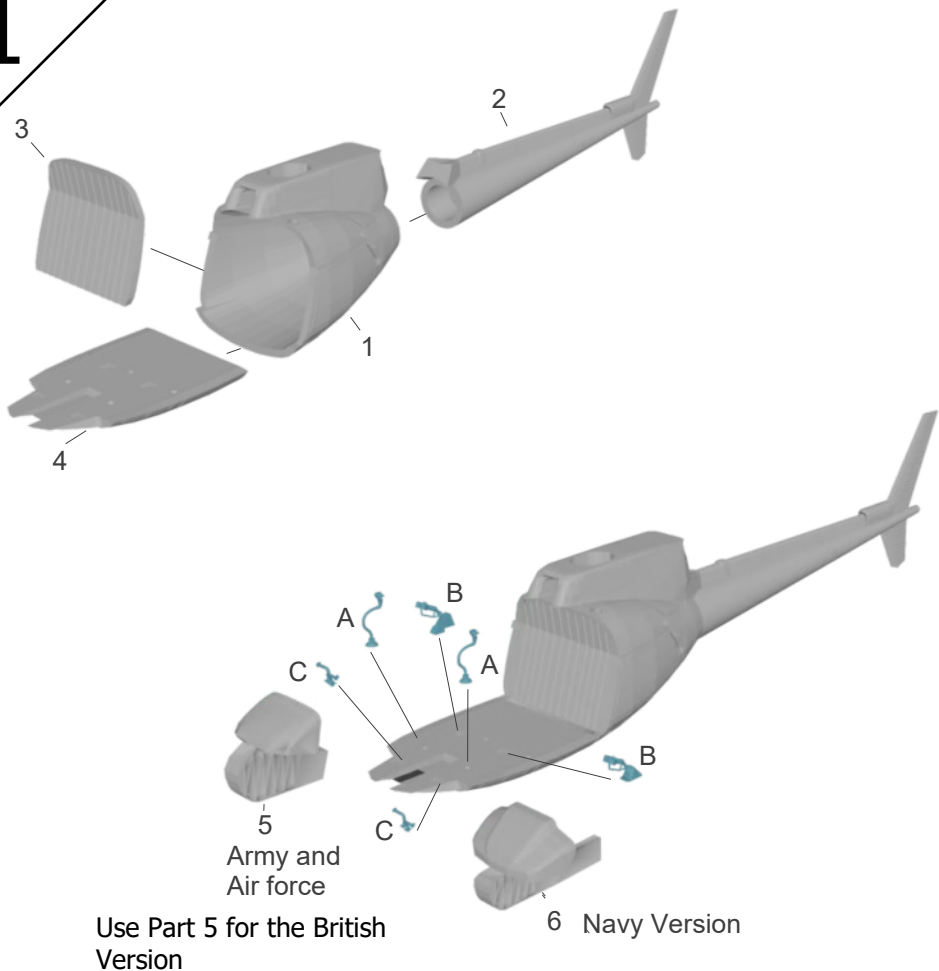 1
3
2
1
4
A
B
A
C
B
C
5
Army and
Air force
6 Navy Version
Use Part 5 for the British
Version